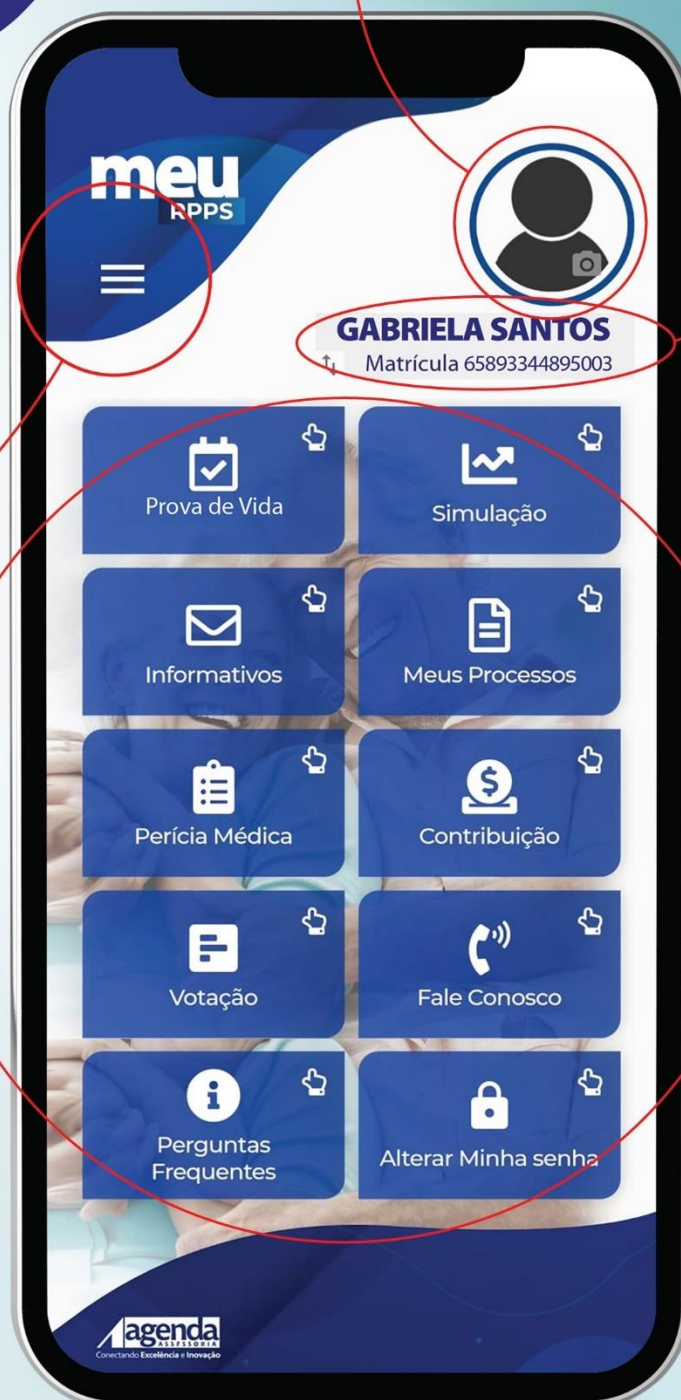 meu
RPPS
GABRIELA SANTOS
Matrícula 65893344895003
Prova de Vida
Simulação
Informativos
Meus Processos
Perícia Médica
Contribuição
Votação
Fale Conosco
Perguntas
Frequentes
Alterar Minha senha
agenda
ASSESSORIA
Conectando Excelência e Inovação